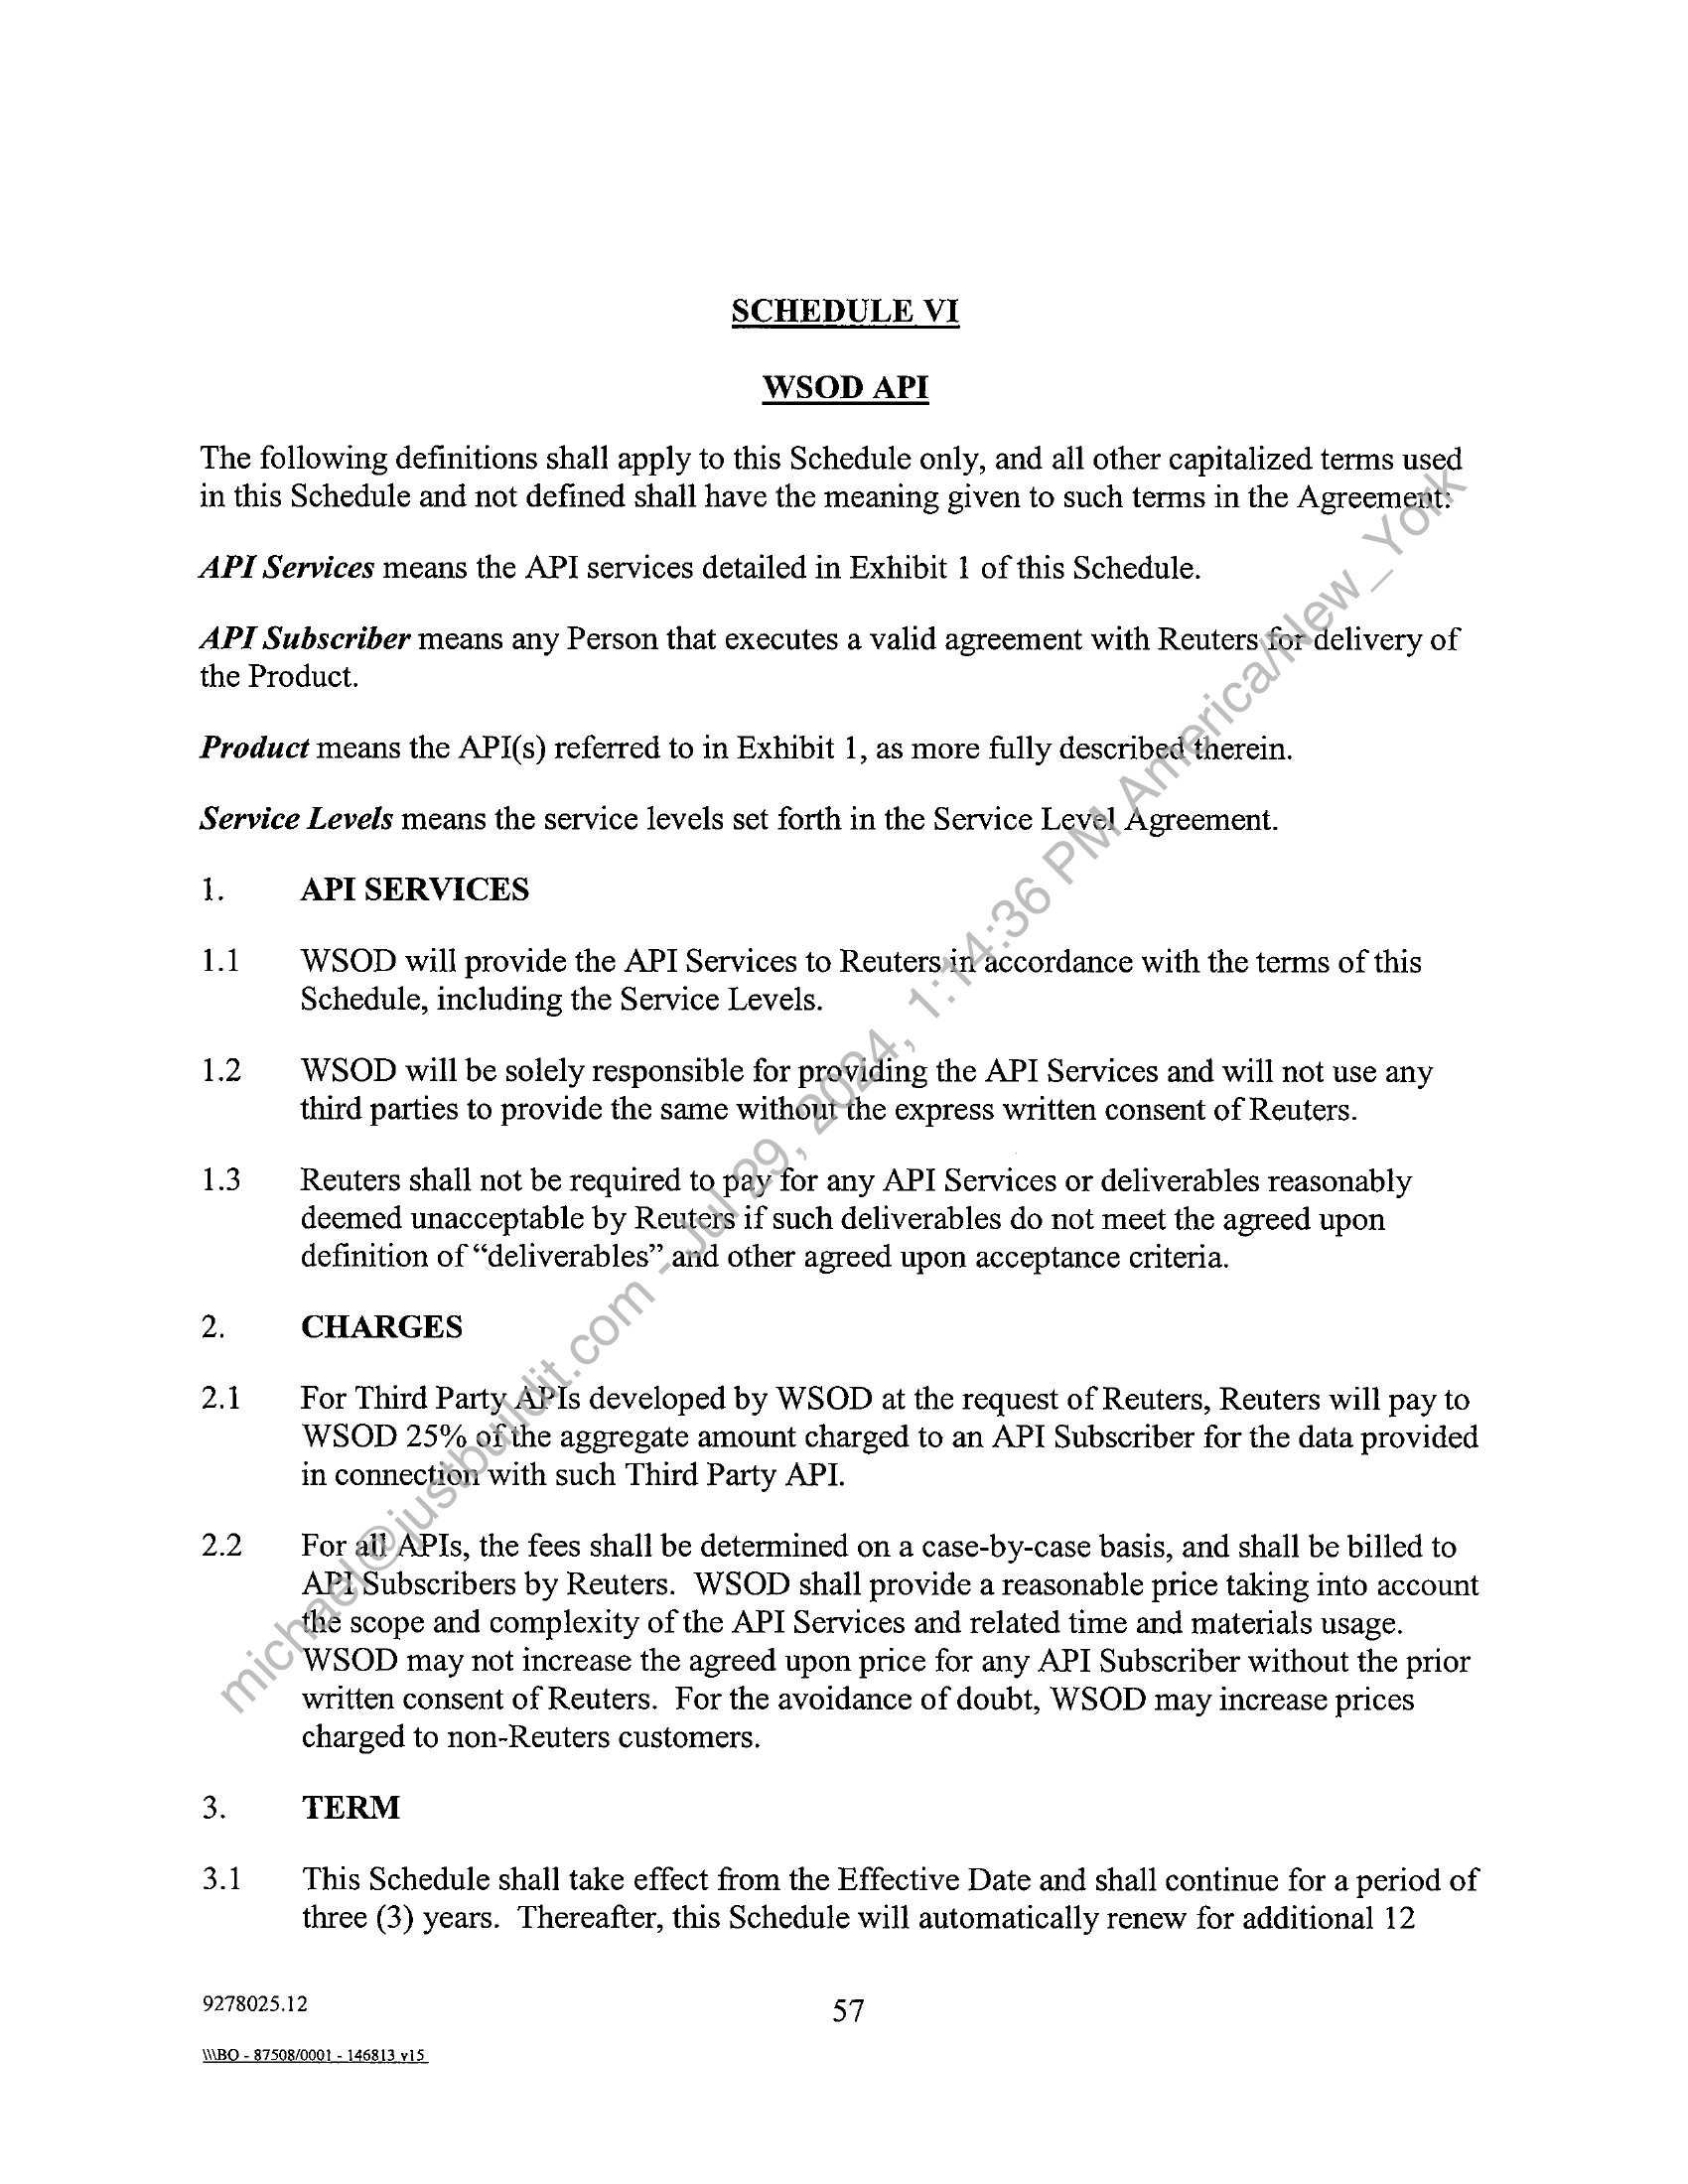 SCHEDULE VI
WSOD API
The following definitions shall apply to this Schedule only, and all other capitalized terms used
in this Schedule and not defined shall have the meaning given to such terms in the Agreement:
API Services means the API services detailed in Exhibit 1 of this Schedule.
API Subscriber means any Person that executes a valid agreement with Reuters for delivery of
the Product.
Product means the API(s) referred to in Exhibit 1, as more fully described therein.
Service Levels means the service levels set forth in the Service Level Agreement.
1. API SERVICES
1.1 WSOD will provide the API Services to Reuters in accordance with the terms of this
Schedule, including the Service Levels.
1.2 WSOD will be solely responsible for providing the API Services and will not use any
third parties to provide the same without the express written consent of Reuters.
1.3 Reuters shall not be required to pay for any API Services or deliverables reasonably
deemed unacceptable by Reuters if such deliverables do not meet the agreed upon
definition of “deliverables” and other agreed upon acceptance criteria.
2. CHARGES
2.1 For Third Party APIs developed by WSOD at the request of Reuters, Reuters will pay to
WSOD 25% of the aggregate amount charged to an API Subscriber for the data provided
in connection with such Third Party API.
2.2 For all APIs, the fees shall be determined on a case-by-case basis, and shall be billed to
API Subscribers by Reuters.  WSOD shall provide a reasonable price taking into account
the scope and complexity of the API Services and related time and materials usage.
WSOD may not increase the agreed upon price for any API Subscriber without the prior
written consent of Reuters.  For the avoidance of doubt, WSOD may increase prices
charged to non-Reuters customers.
3. TERM
3.1 This Schedule shall take effect from the Effective Date and shall continue for a period of
three (3) years.  Thereafter, this Schedule will automatically renew for additional 12
9278025.12
57
\\\BO - 87508/0001 - 146813 v15
michael@justbuildit.com - Jul 29, 2024, 1:14:36 PM America/New_York